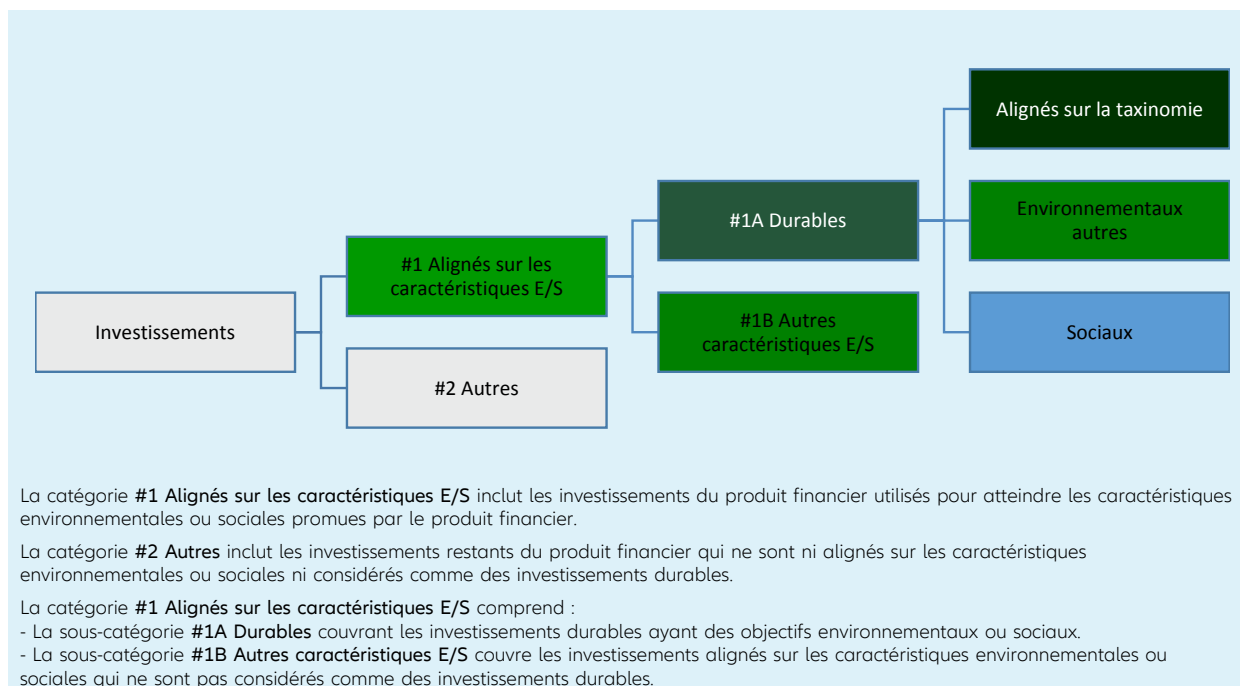 Alignés sur la taxinomie
#1A Durables
Environnementaux
autres
#1 Alignés sur les
caractéristiques E/S
Investissements
#1B Autres
caractéristiques E/S
Sociaux
#2 Autres
La catégorie #1 Alignés sur les caractéristiques E/S inclut les investissements du produit financier utilisés pour atteindre les caractéristiques
environnementales ou sociales promues par le produit financier.
La catégorie #2 Autres inclut les investissements restants du produit financier qui ne sont ni alignés sur les caractéristiques
environnementales ou sociales ni considérés comme des investissements durables.
La catégorie #1 Alignés sur les caractéristiques E/S comprend :
- La sous-catégorie #1A Durables couvrant les investissements durables ayant des objectifs environnementaux ou sociaux.
- La sous-catégorie #1B Autres caractéristiques E/S couvre les investissements alignés sur les caractéristiques environnementales ou
sociales qui ne sont pas considérés comme des investissements durables.